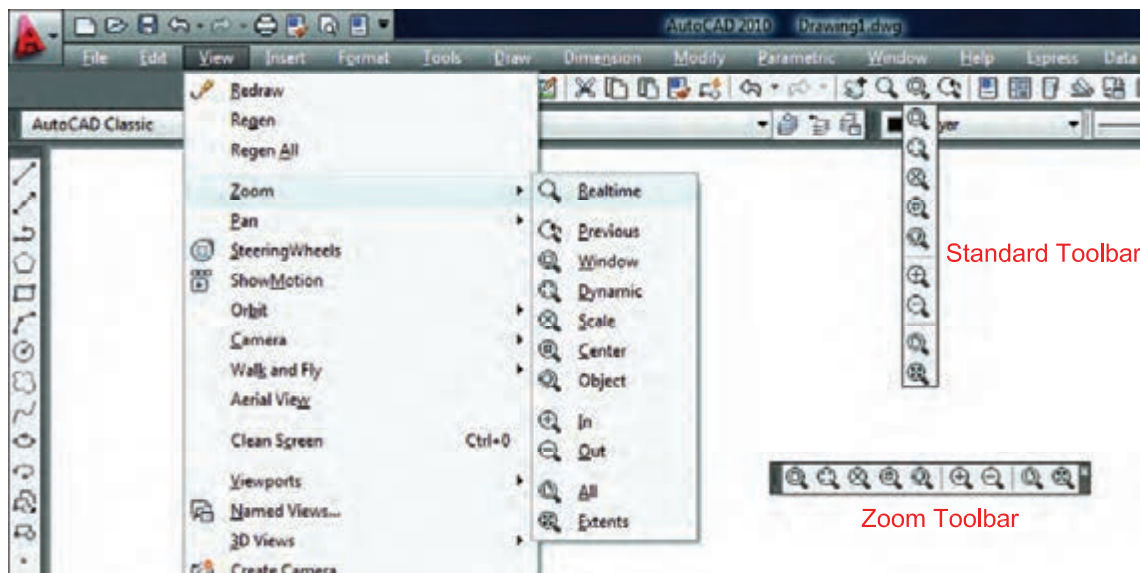 AutoCAD 2010 Drawing1.dwg
File Edit View Insert Format Tools Draw Dimension Modify Parametric Window Help Express Data
AutoCAD Classic
yer
Redraw
Regen
Regen All
Zoom
Pan
SteeringWheels
ShowMotion
Orbit
Camera
Walk and Fly
Aerial View
Clean Screen Ctrl+0
Viewports
Named Views...
3D Views
Create Camera
Realtime
Previous
Window
Dynamic
Scale
Center
Object
In
Out
All
Extents
Standard Toolbar
Zoom Toolbar